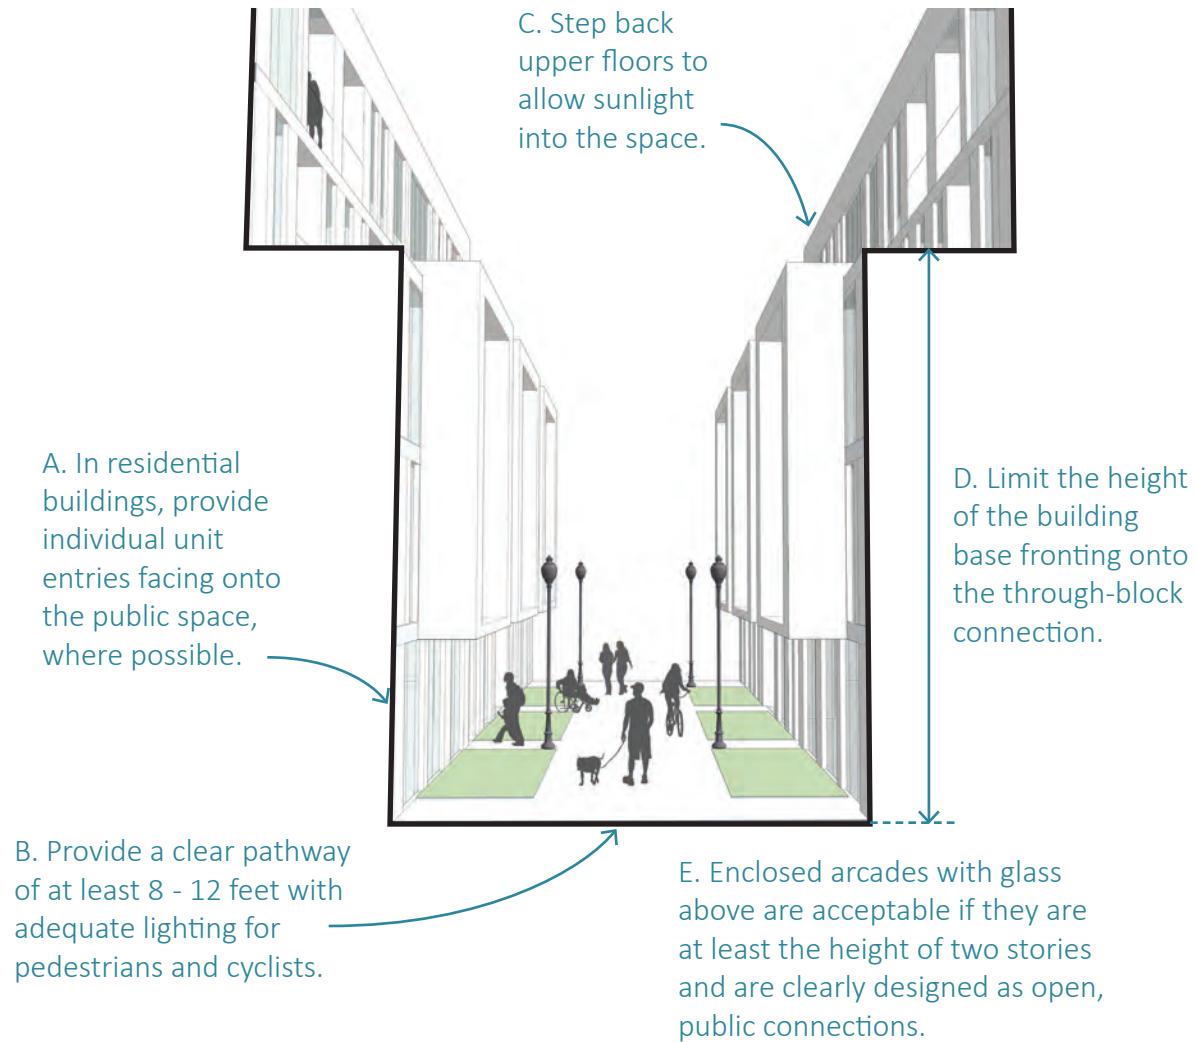 C. Step back
upper floors to
allow sunlight
into the space.
A. In residential
buildings, provide
individual unit
entries facing onto
the public space,
where possible.
D. Limit the height
of the building
base fronting onto
the through-block
connection.
B. Provide a clear pathway
of at least 8 - 12 feet with
adequate lighting for
pedestrians and cyclists.
E. Enclosed arcades with glass
above are acceptable if they are
at least the height of two stories
and are clearly designed as open,
public connections.